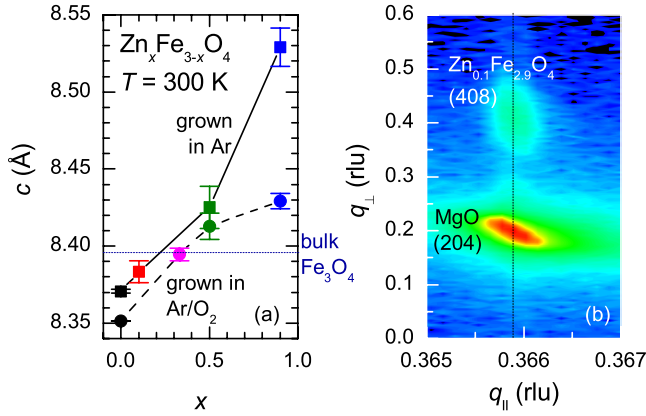 8.55
8.50
8.45
8.40
8.35
c (Å)
ZnₓFe₃₋ₓO₄
T = 300 K
grown
in Ar
bulk
Fe₃O₄
grown in
Ar/O₂
(a)
0.0
0.5
1.0
x
0.6
0.5
0.4
0.3
0.2
0.1
0.0
q⊥ (rlu)
Zn₀.₁Fe₂.₉O₄
(408)
MgO
(204)
(b)
0.365
0.366
0.367
q|| (rlu)